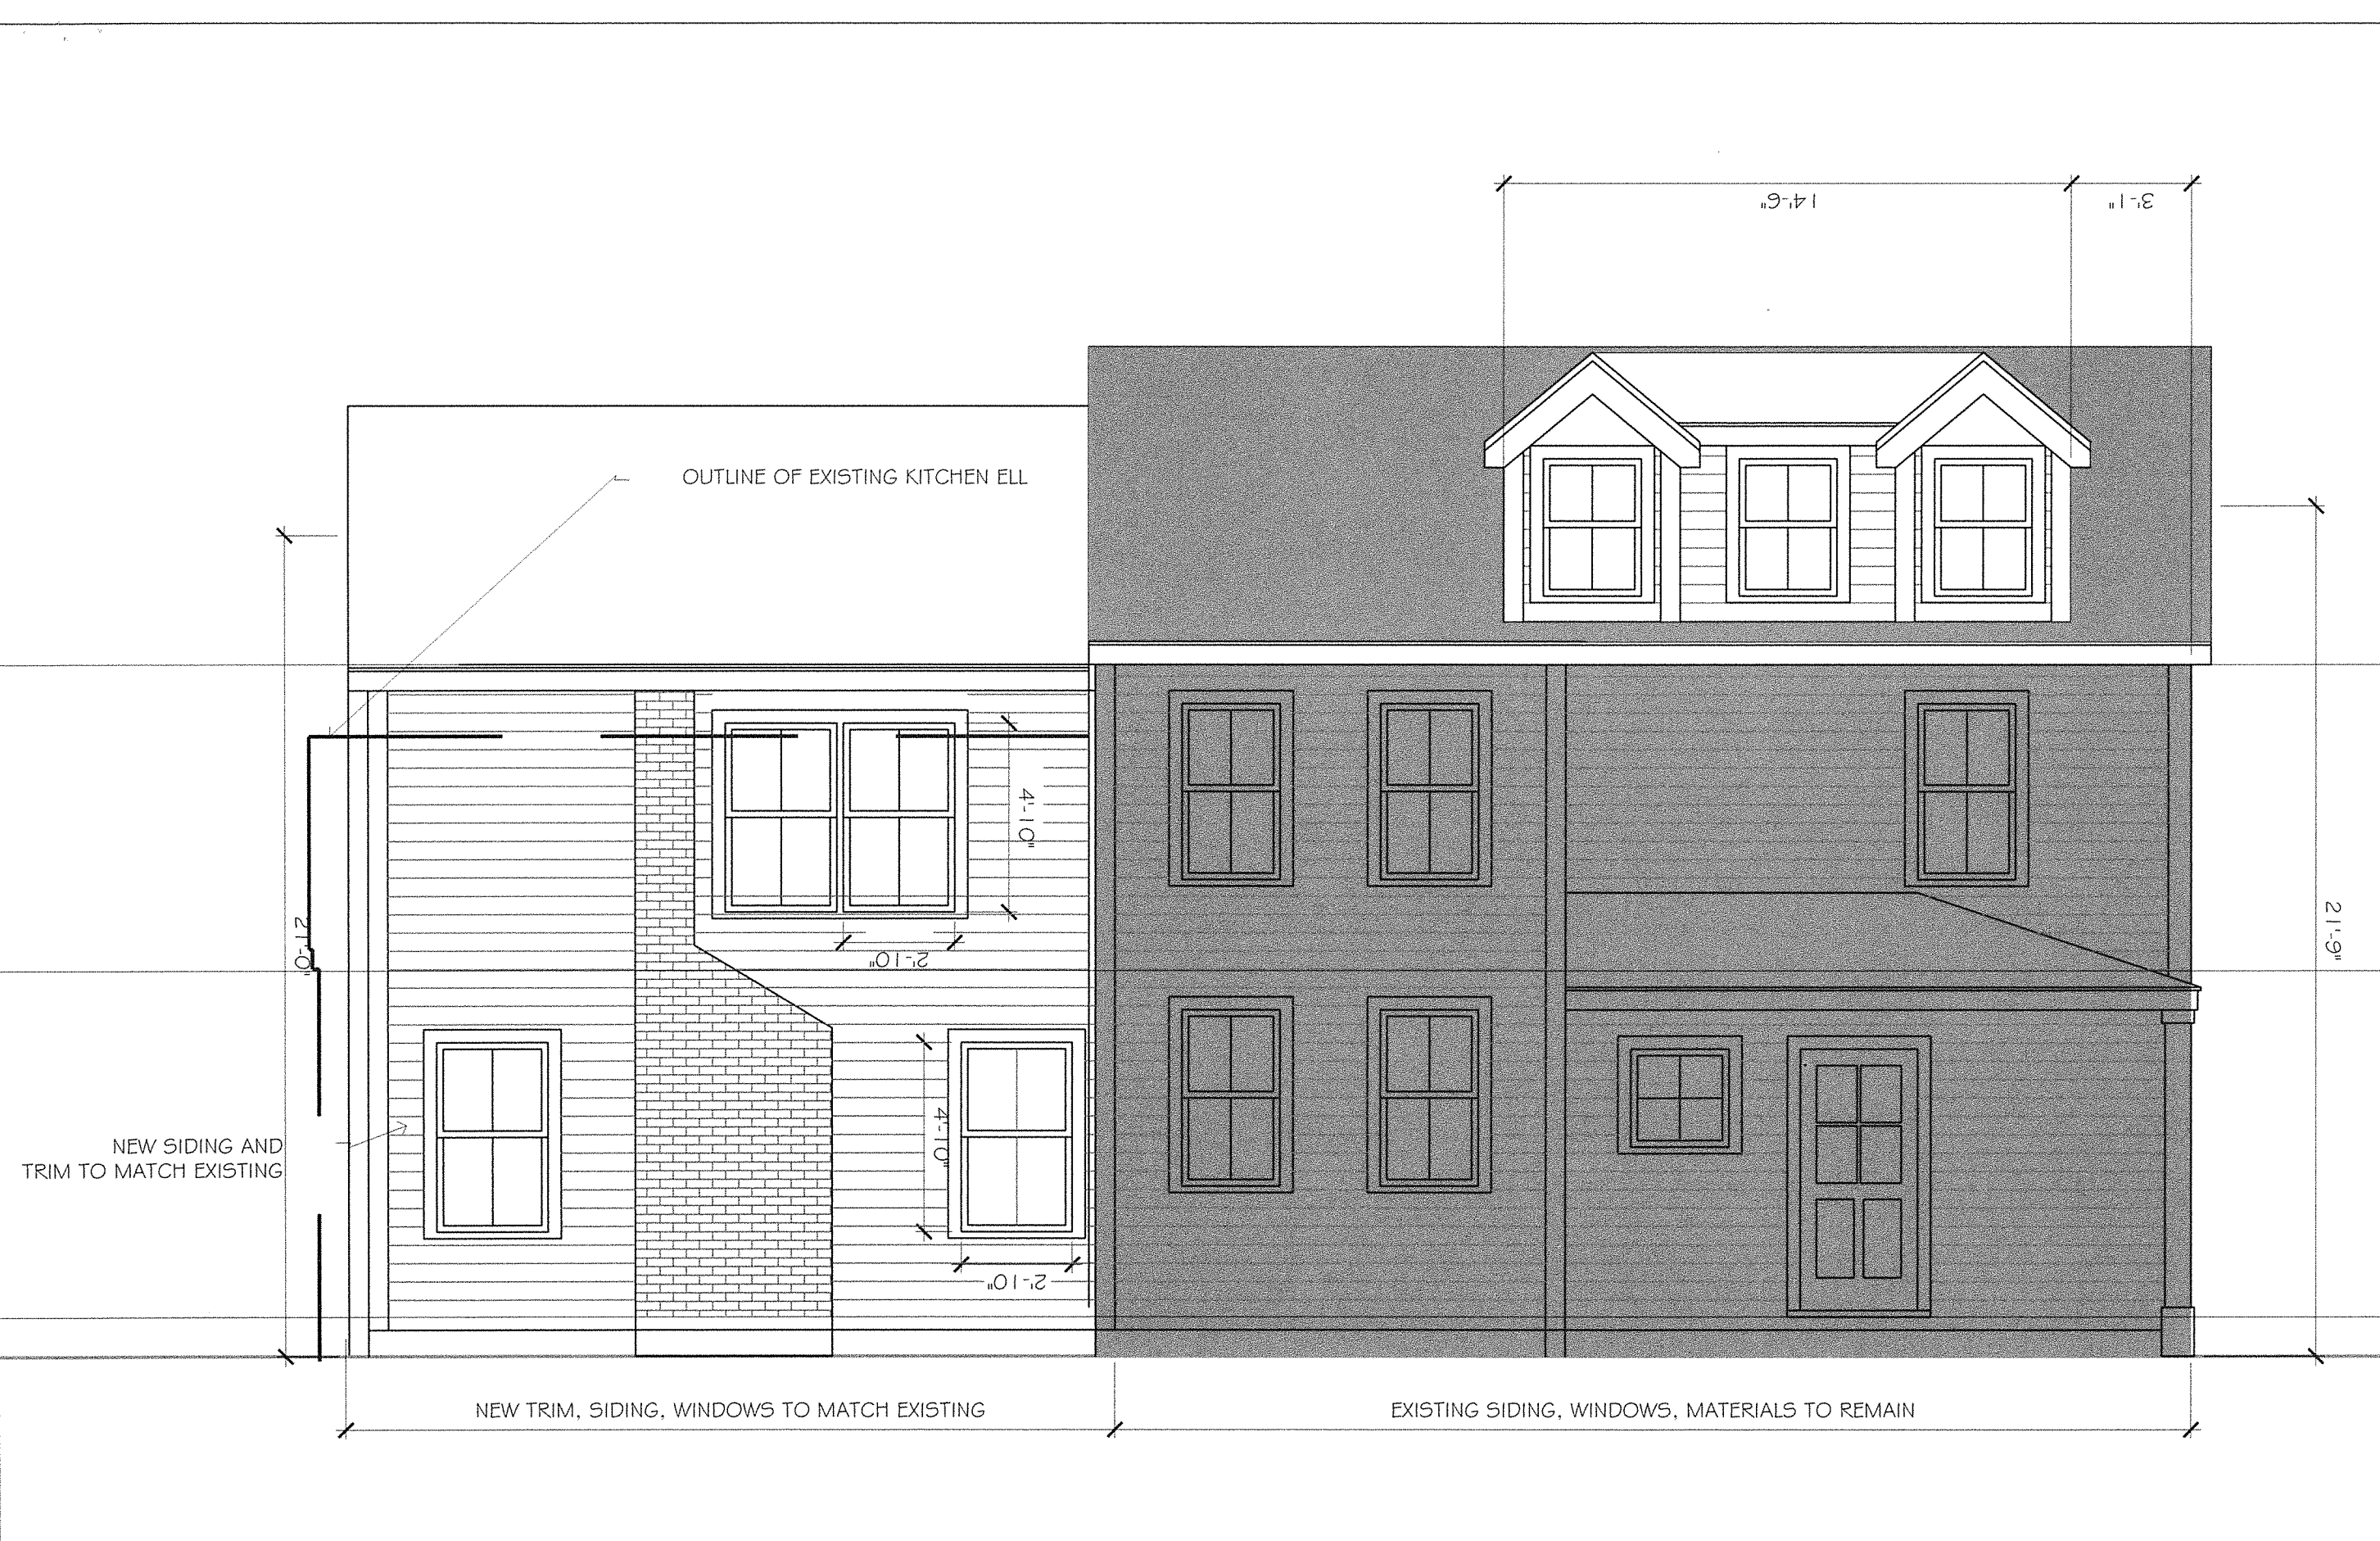 14'-6"
3'-1"
OUTLINE OF EXISTING KITCHEN ELL
4'-10"
21'-0"
2'-10"
21'-9"
4'-10"
NEW SIDING AND
TRIM TO MATCH EXISTING
2'-10"
NEW TRIM, SIDING, WINDOWS TO MATCH EXISTING
EXISTING SIDING, WINDOWS, MATERIALS TO REMAIN